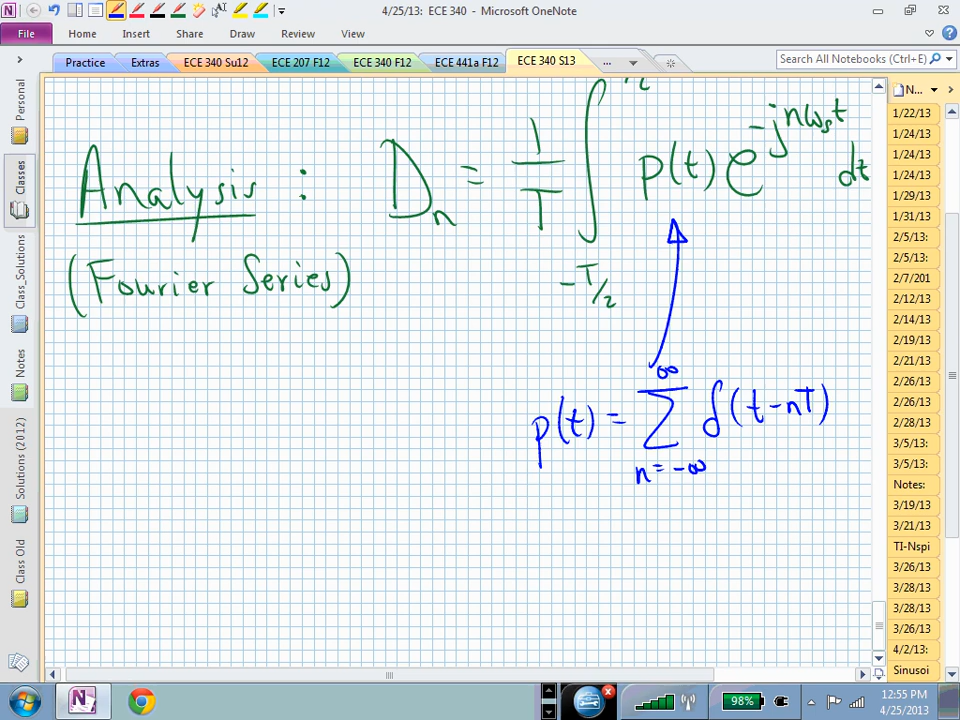 4/25/13: ECE 340 - Microsoft OneNote
File Home Insert Share Draw Review View
Practice Extras ECE 340 Su12 ECE 207 F12 ECE 340 F12 ECE 441a F12 ECE 340 S13 ...
Search All Notebooks (Ctrl+E)
N...
Personal
Classes
Class_Solutions
Notes
Solutions (2012)
Class Old
Analysis : Dn = 1/T ∫ p(t) e^-jnωst dt
-T/2
(Fourier Series)
∞
p(t) = Σ δ(t-nT)
n=-∞
1/22/13
1/24/13
1/24/13
1/24/13
1/29/13
1/31/13
2/5/13:
2/5/13:
2/7/201
2/12/13
2/14/13
2/19/13
2/21/13
2/26/13
2/26/13
2/28/13
3/5/13:
3/5/13:
Notes:
3/19/13
3/21/13
TI-Nspi
3/26/13
3/28/13
3/28/13
3/26/13
4/2/13:
Sinusoi
98%
12:55 PM
4/25/2013